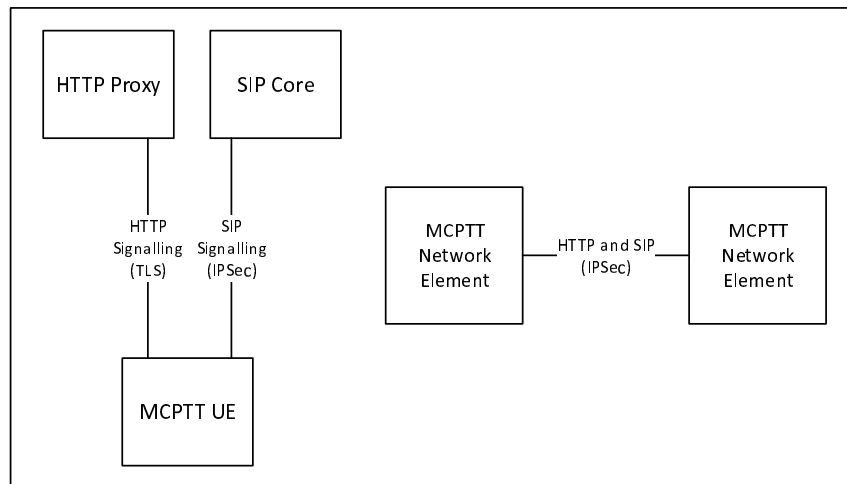 HTTP Proxy
SIP Core
HTTP
Signalling
(TLS)
SIP
Signalling
(IPSec)
MCPTT UE
MCPTT
Network
Element
HTTP and SIP
(IPSec)
MCPTT
Network
Element